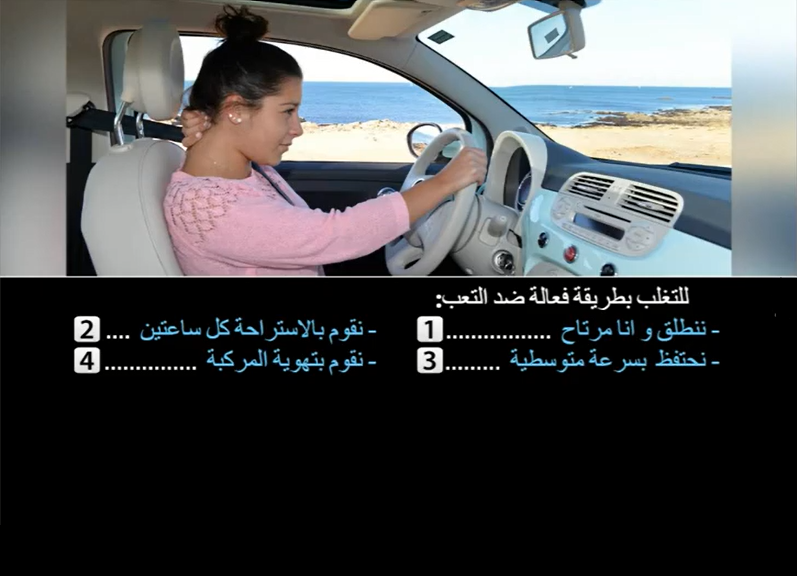 للتغلب بطريقة فعالة ضد التعب:
- ننطلق و انا مرتاح ................. 1
- نقوم بالاستراحة كل ساعتين .... 2
- نحتفظ بسرعة متوسطية ......... 3
- نقوم بتهوية المركبة ............... 4